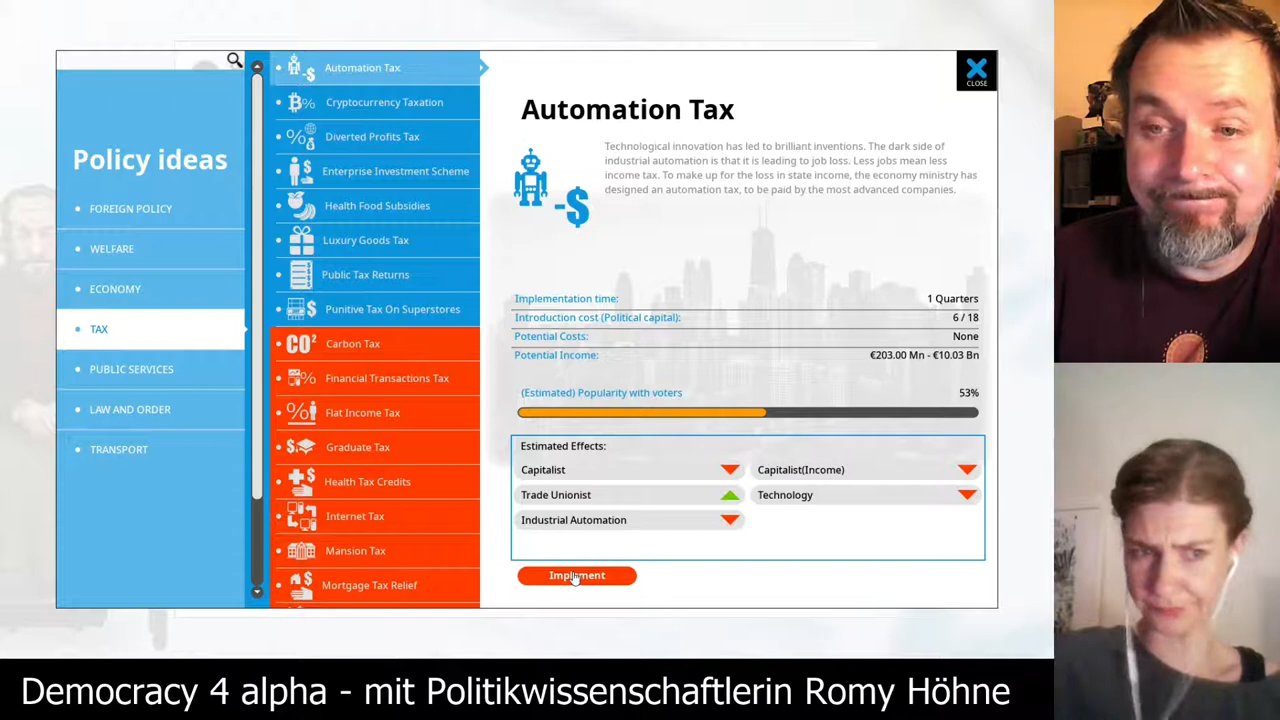 Policy ideas
FOREIGN POLICY
WELFARE
ECONOMY
TAX
PUBLIC SERVICES
LAW AND ORDER
TRANSPORT
Automation Tax
Cryptocurrency Taxation
Diverted Profits Tax
Enterprise Investment Scheme
Health Food Subsidies
Luxury Goods Tax
Public Tax Returns
Punitive Tax On Superstores
CO² Carbon Tax
Financial Transactions Tax
Flat Income Tax
Graduate Tax
Health Tax Credits
Internet Tax
Mansion Tax
Mortgage Tax Relief
CLOSE
Automation Tax
Technological innovation has led to brilliant inventions. The dark side of
industrial automation is that it is leading to job loss. Less jobs mean less
income tax. To make up for the loss in state income, the economy ministry has
designed an automation tax, to be paid by the most advanced companies.
-$
Implementation time: 1 Quarters
Introduction cost (Political capital): 6 / 18
Potential Costs: None
Potential Income: €203.00 Mn - €10.03 Bn
(Estimated) Popularity with voters 53%
Estimated Effects:
Capitalist Capitalist(Income)
Trade Unionist Technology
Industrial Automation
Implement
Democracy 4 alpha - mit Politikwissenschaftlerin Romy Höhne